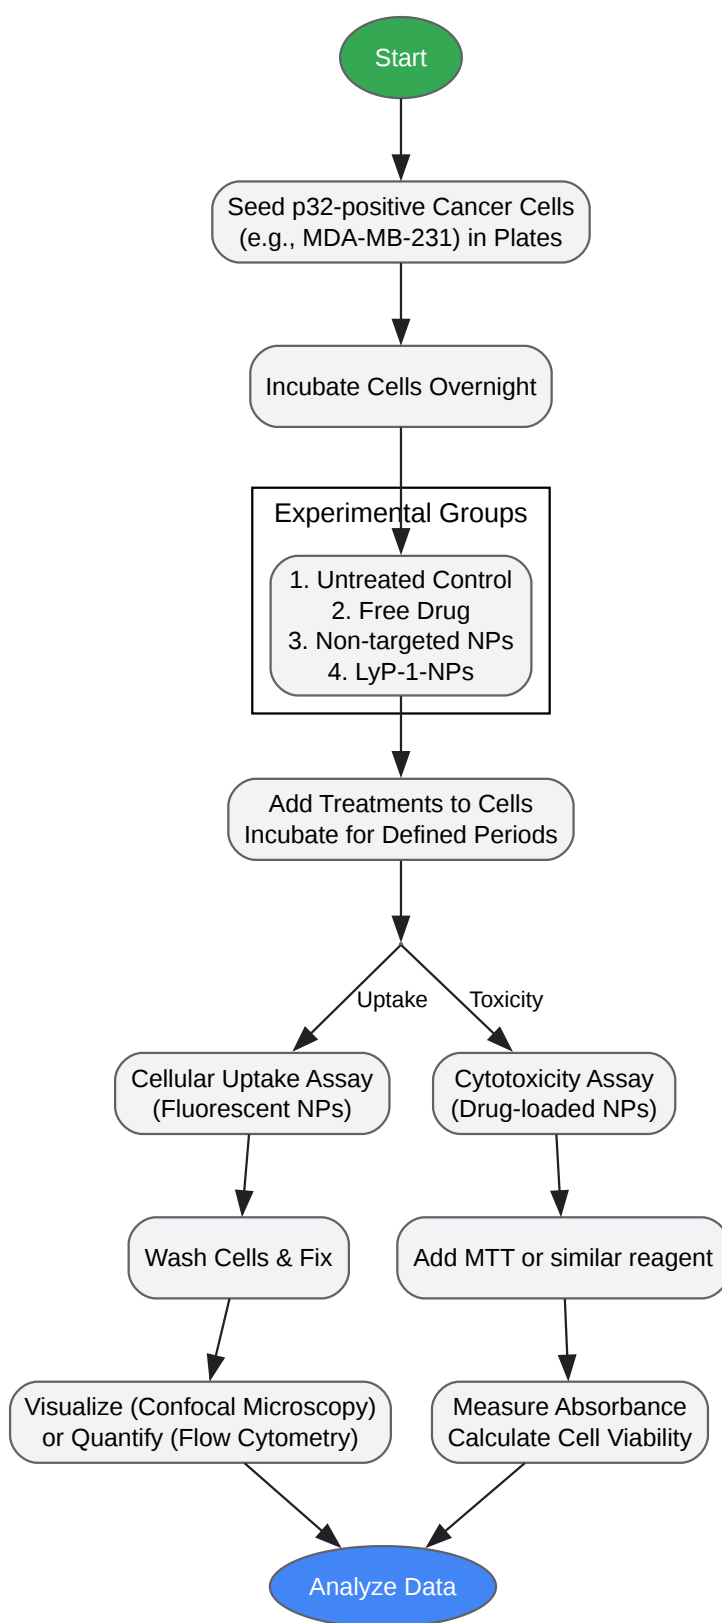 Start
Seed p32-positive Cancer Cells
(e.g., MDA-MB-231) in Plates
Incubate Cells Overnight
Experimental Groups
1. Untreated Control
2. Free Drug
3. Non-targeted NPs
4. LyP-1-NPs
Add Treatments to Cells
Incubate for Defined Periods
Uptake
Toxicity
Cellular Uptake Assay
(Fluorescent NPs)
Cytotoxicity Assay
(Drug-loaded NPs)
Wash Cells & Fix
Add MTT or similar reagent
Visualize (Confocal Microscopy)
or Quantify (Flow Cytometry)
Measure Absorbance
Calculate Cell Viability
Analyze Data